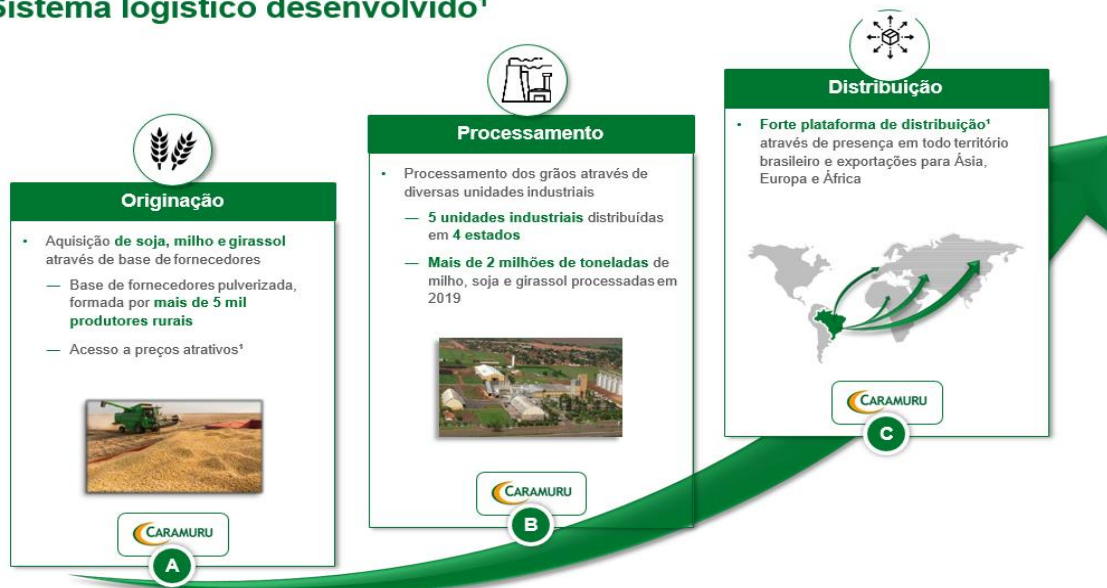 Sistema logístico desenvolvido¹
Originação
• Aquisição de soja, milho e girassol
através de base de fornecedores
— Base de fornecedores pulverizada,
formada por mais de 5 mil
produtores rurais
— Acesso a preços atrativos¹
CARAMURU
A
Processamento
• Processamento dos grãos através de
diversas unidades industriais
— 5 unidades industriais distribuídas
em 4 estados
— Mais de 2 milhões de toneladas de
milho, soja e girassol processadas em
2019
CARAMURU
B
Distribuição
• Forte plataforma de distribuição¹
através de presença em todo território
brasileiro e exportações para Ásia,
Europa e África
CARAMURU
C